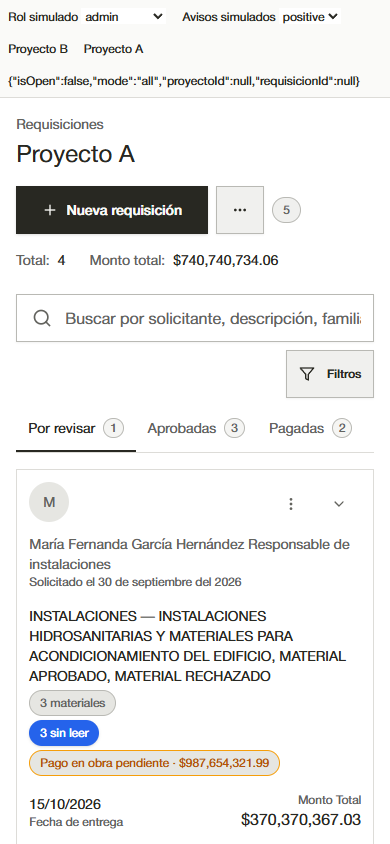 Rol simulado admin Avisos simulados positive
Proyecto B Proyecto A
{"isOpen":false,"mode":"all","proyectoId":null,"requisicionId":null}
Requisiciones
Proyecto A
+ Nueva requisición ... 5
Total: 4 Monto total: $740,740,734.06
Buscar por solicitante, descripción, famili
Filtros
Por revisar 1 Aprobadas 3 Pagadas 2
M
María Fernanda García Hernández Responsable de
instalaciones
Solicitado el 30 de septiembre del 2026
INSTALACIONES — INSTALACIONES
HIDROSANITARIAS Y MATERIALES PARA
ACONDICIONAMIENTO DEL EDIFICIO, MATERIAL
APROBADO, MATERIAL RECHAZADO
3 materiales
3 sin leer
Pago en obra pendiente · $987,654,321.99
15/10/2026 Monto Total
Fecha de entrega $370,370,367.03